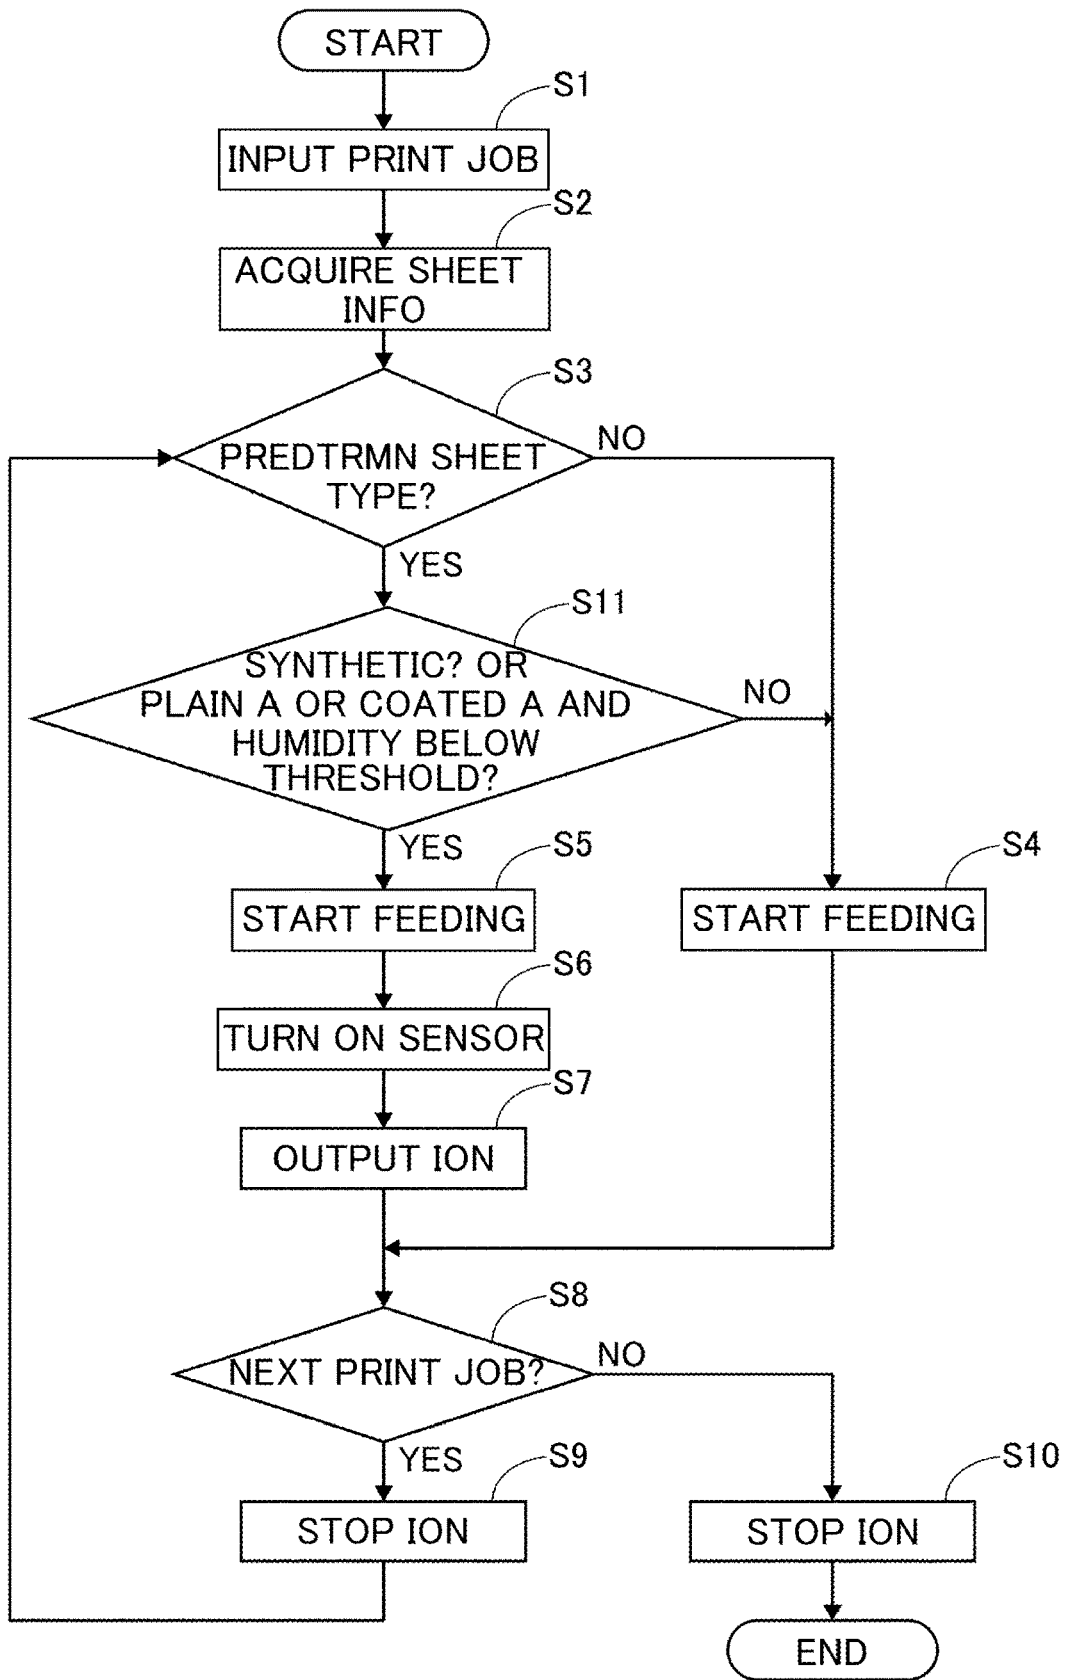 START
S1
INPUT PRINT JOB
S2
ACQUIRE SHEET
INFO
S3
PREDTRMN SHEET
TYPE?
NO
YES
S11
SYNTHETIC? OR
PLAIN A OR COATED A AND
HUMIDITY BELOW
THRESHOLD?
NO
YES
S5
START FEEDING
S4
START FEEDING
S6
TURN ON SENSOR
S7
OUTPUT ION
S8
NEXT PRINT JOB?
NO
YES
S9
STOP ION
S10
STOP ION
END